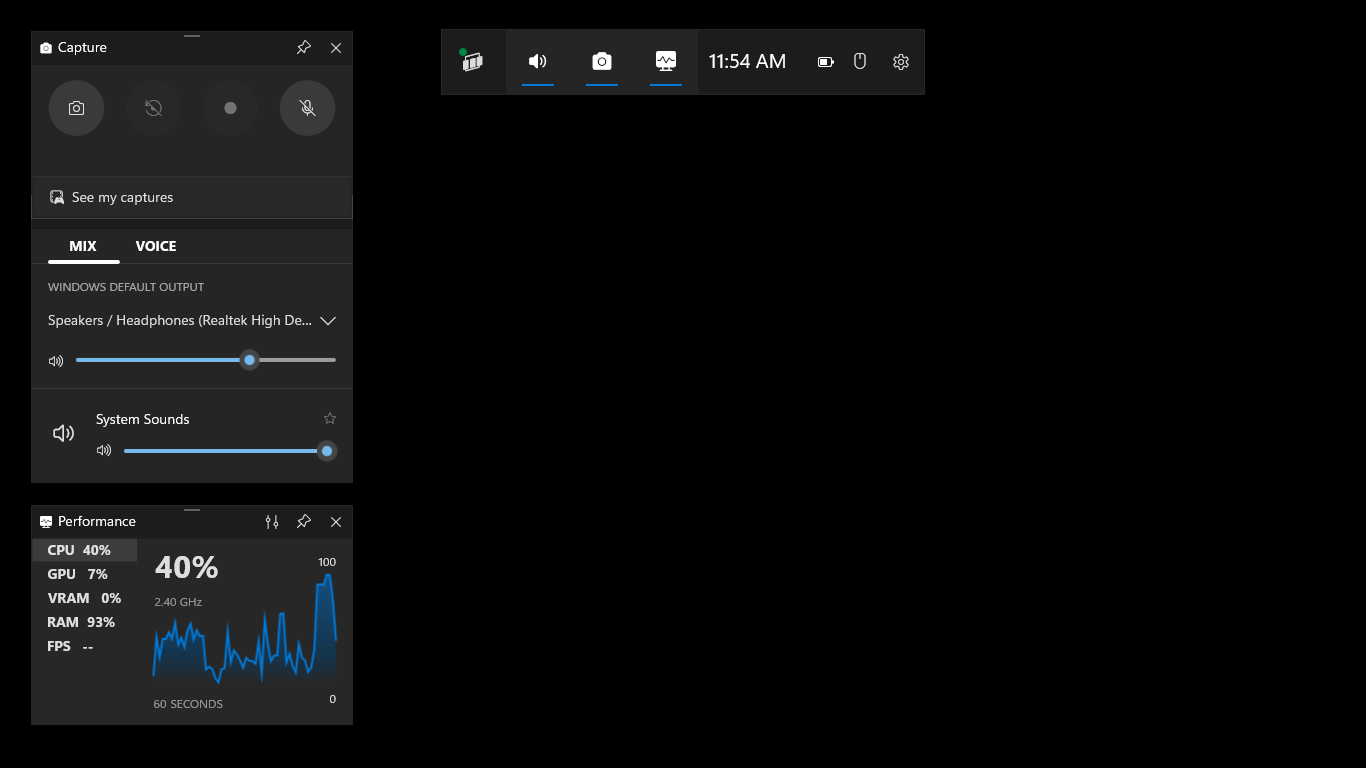 Capture
11:54 AM
See my captures
MIX VOICE
WINDOWS DEFAULT OUTPUT
Speakers / Headphones (Realtek High De...
System Sounds
Performance
CPU 40%
GPU 7%
VRAM 0%
RAM 93%
FPS --
40%
100
2.40 GHz
60 SECONDS
0